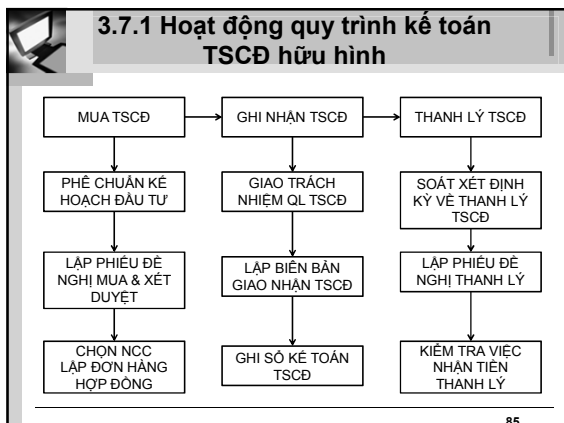 3.7.1 Hoạt động quy trình kế toán
TSCĐ hữu hình
MUA TSCĐ
GHI NHẬN TSCĐ
THANH LÝ TSCĐ
PHÊ CHUẨN KẾ
HOẠCH ĐẦU TƯ
GIAO TRÁCH
NHIỆM QL TSCĐ
SOÁT XÉT ĐỊNH
KỲ VỀ THANH LÝ
TSCĐ
LẬP PHIẾU ĐỀ
NGHỊ MUA & XÉT
DUYỆT
LẬP BIÊN BẢN
GIAO NHẬN TSCĐ
LẬP PHIẾU ĐỀ
NGHỊ THANH LÝ
CHỌN NCC
LẬP ĐƠN HÀNG
HỢP ĐỒNG
GHI SỔ KẾ TOÁN
TSCĐ
KIỂM TRA VIỆC
NHẬN TIỀN
THANH LÝ
85